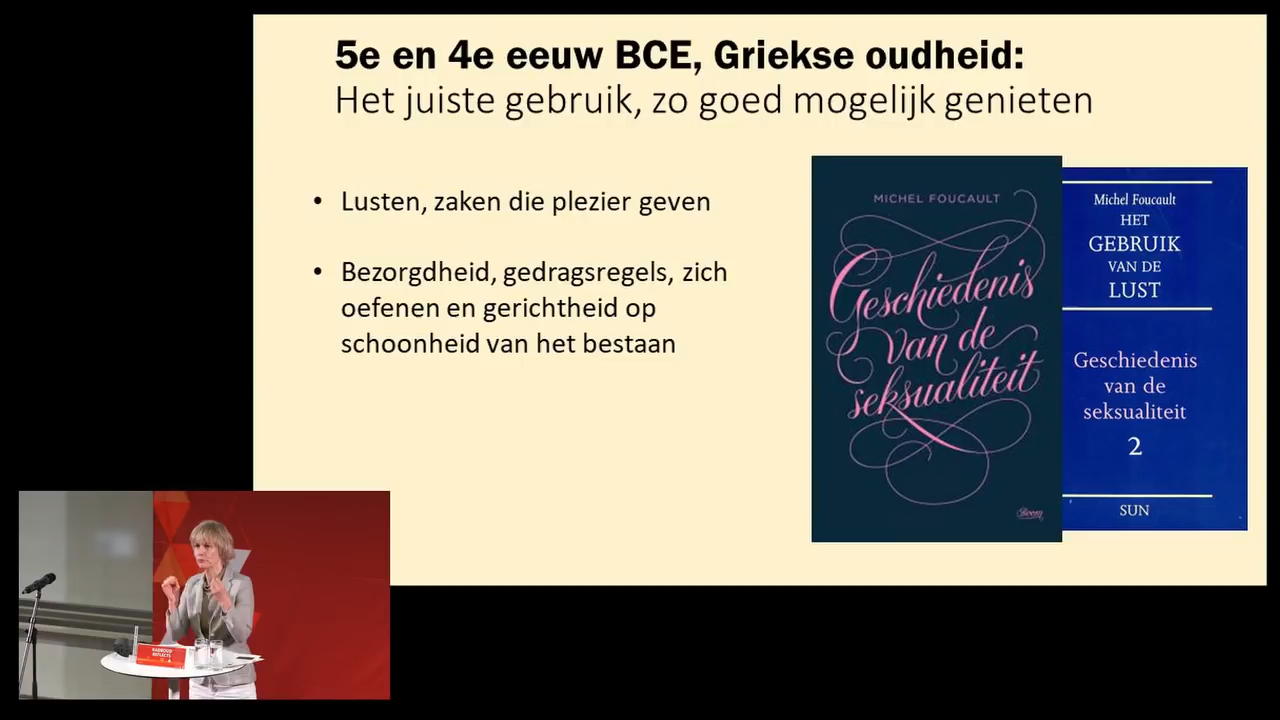 5e en 4e eeuw BCE, Griekse oudheid:
Het juiste gebruik, zo goed mogelijk genieten
• Lusten, zaken die plezier geven
• Bezorgdheid, gedragsregels, zich
oefenen en gerichtheid op
schoonheid van het bestaan
MICHEL FOUCAULT
Geschiedenis
van de
seksualiteit
Boom
Michel Foucault
HET
GEBRUIK
VAN DE
LUST
Geschiedenis
van de
seksualiteit
2
SUN
RADBOUD
REFLECTS